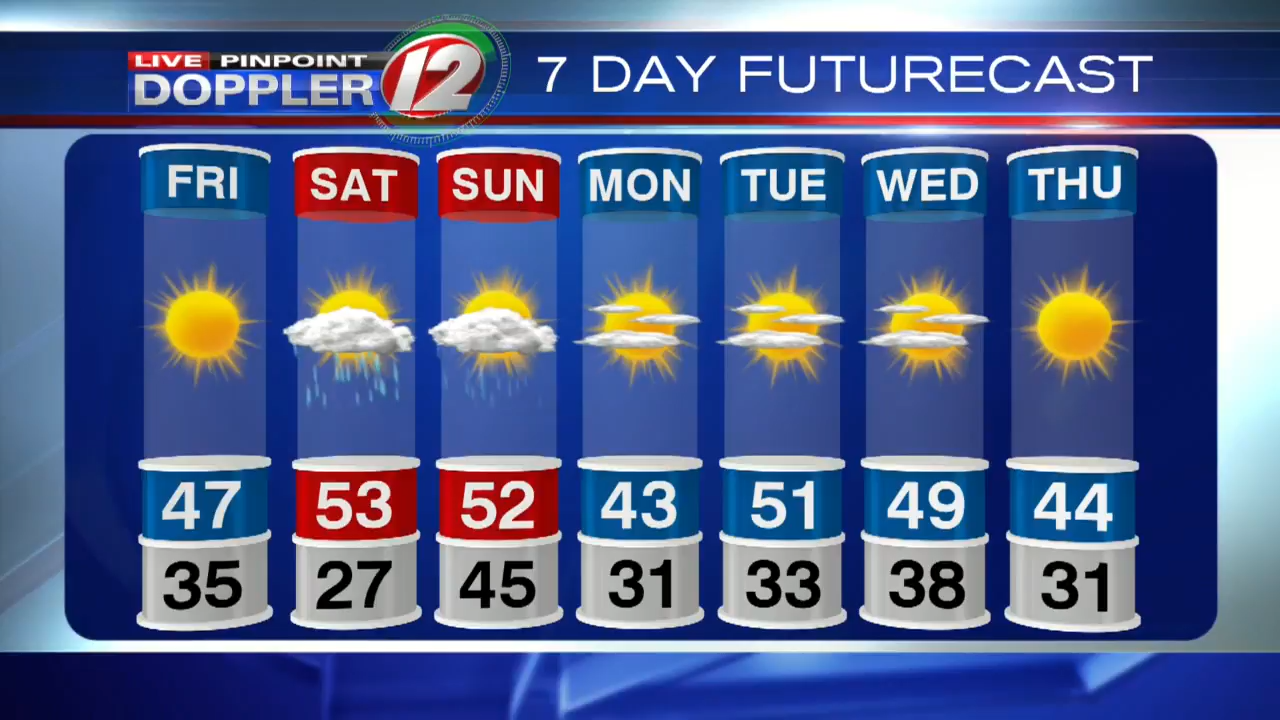 LIVE PINPOINT
DOPPLER 12
7 DAY FUTURECAST
FRI SAT SUN MON TUE WED THU
47 53 52 43 51 49 44
35 27 45 31 33 38 31